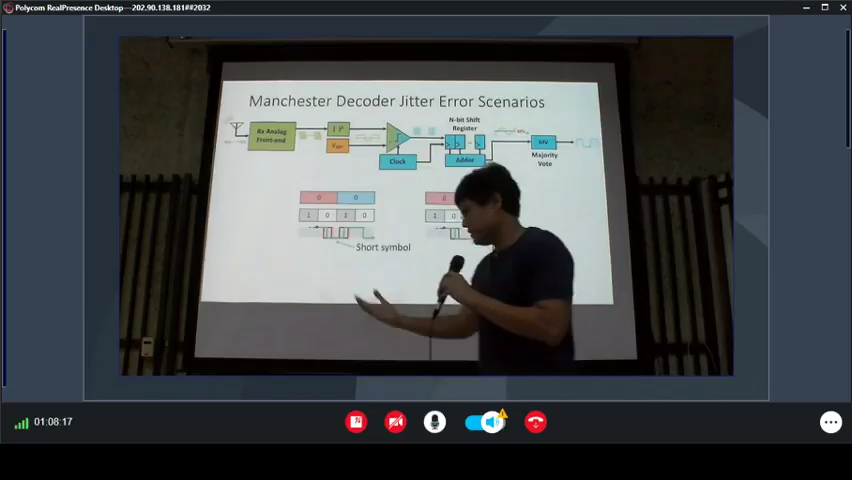 Polycom RealPresence Desktop—202.90.138.181##2032
Manchester Decoder Jitter Error Scenarios
N-bit Shift
Register
Rx Analog
Front-end
Clock
Adder
MV
Majority
Vote
0 0
1 0 1 0
1 0
Short symbol
01:08:17